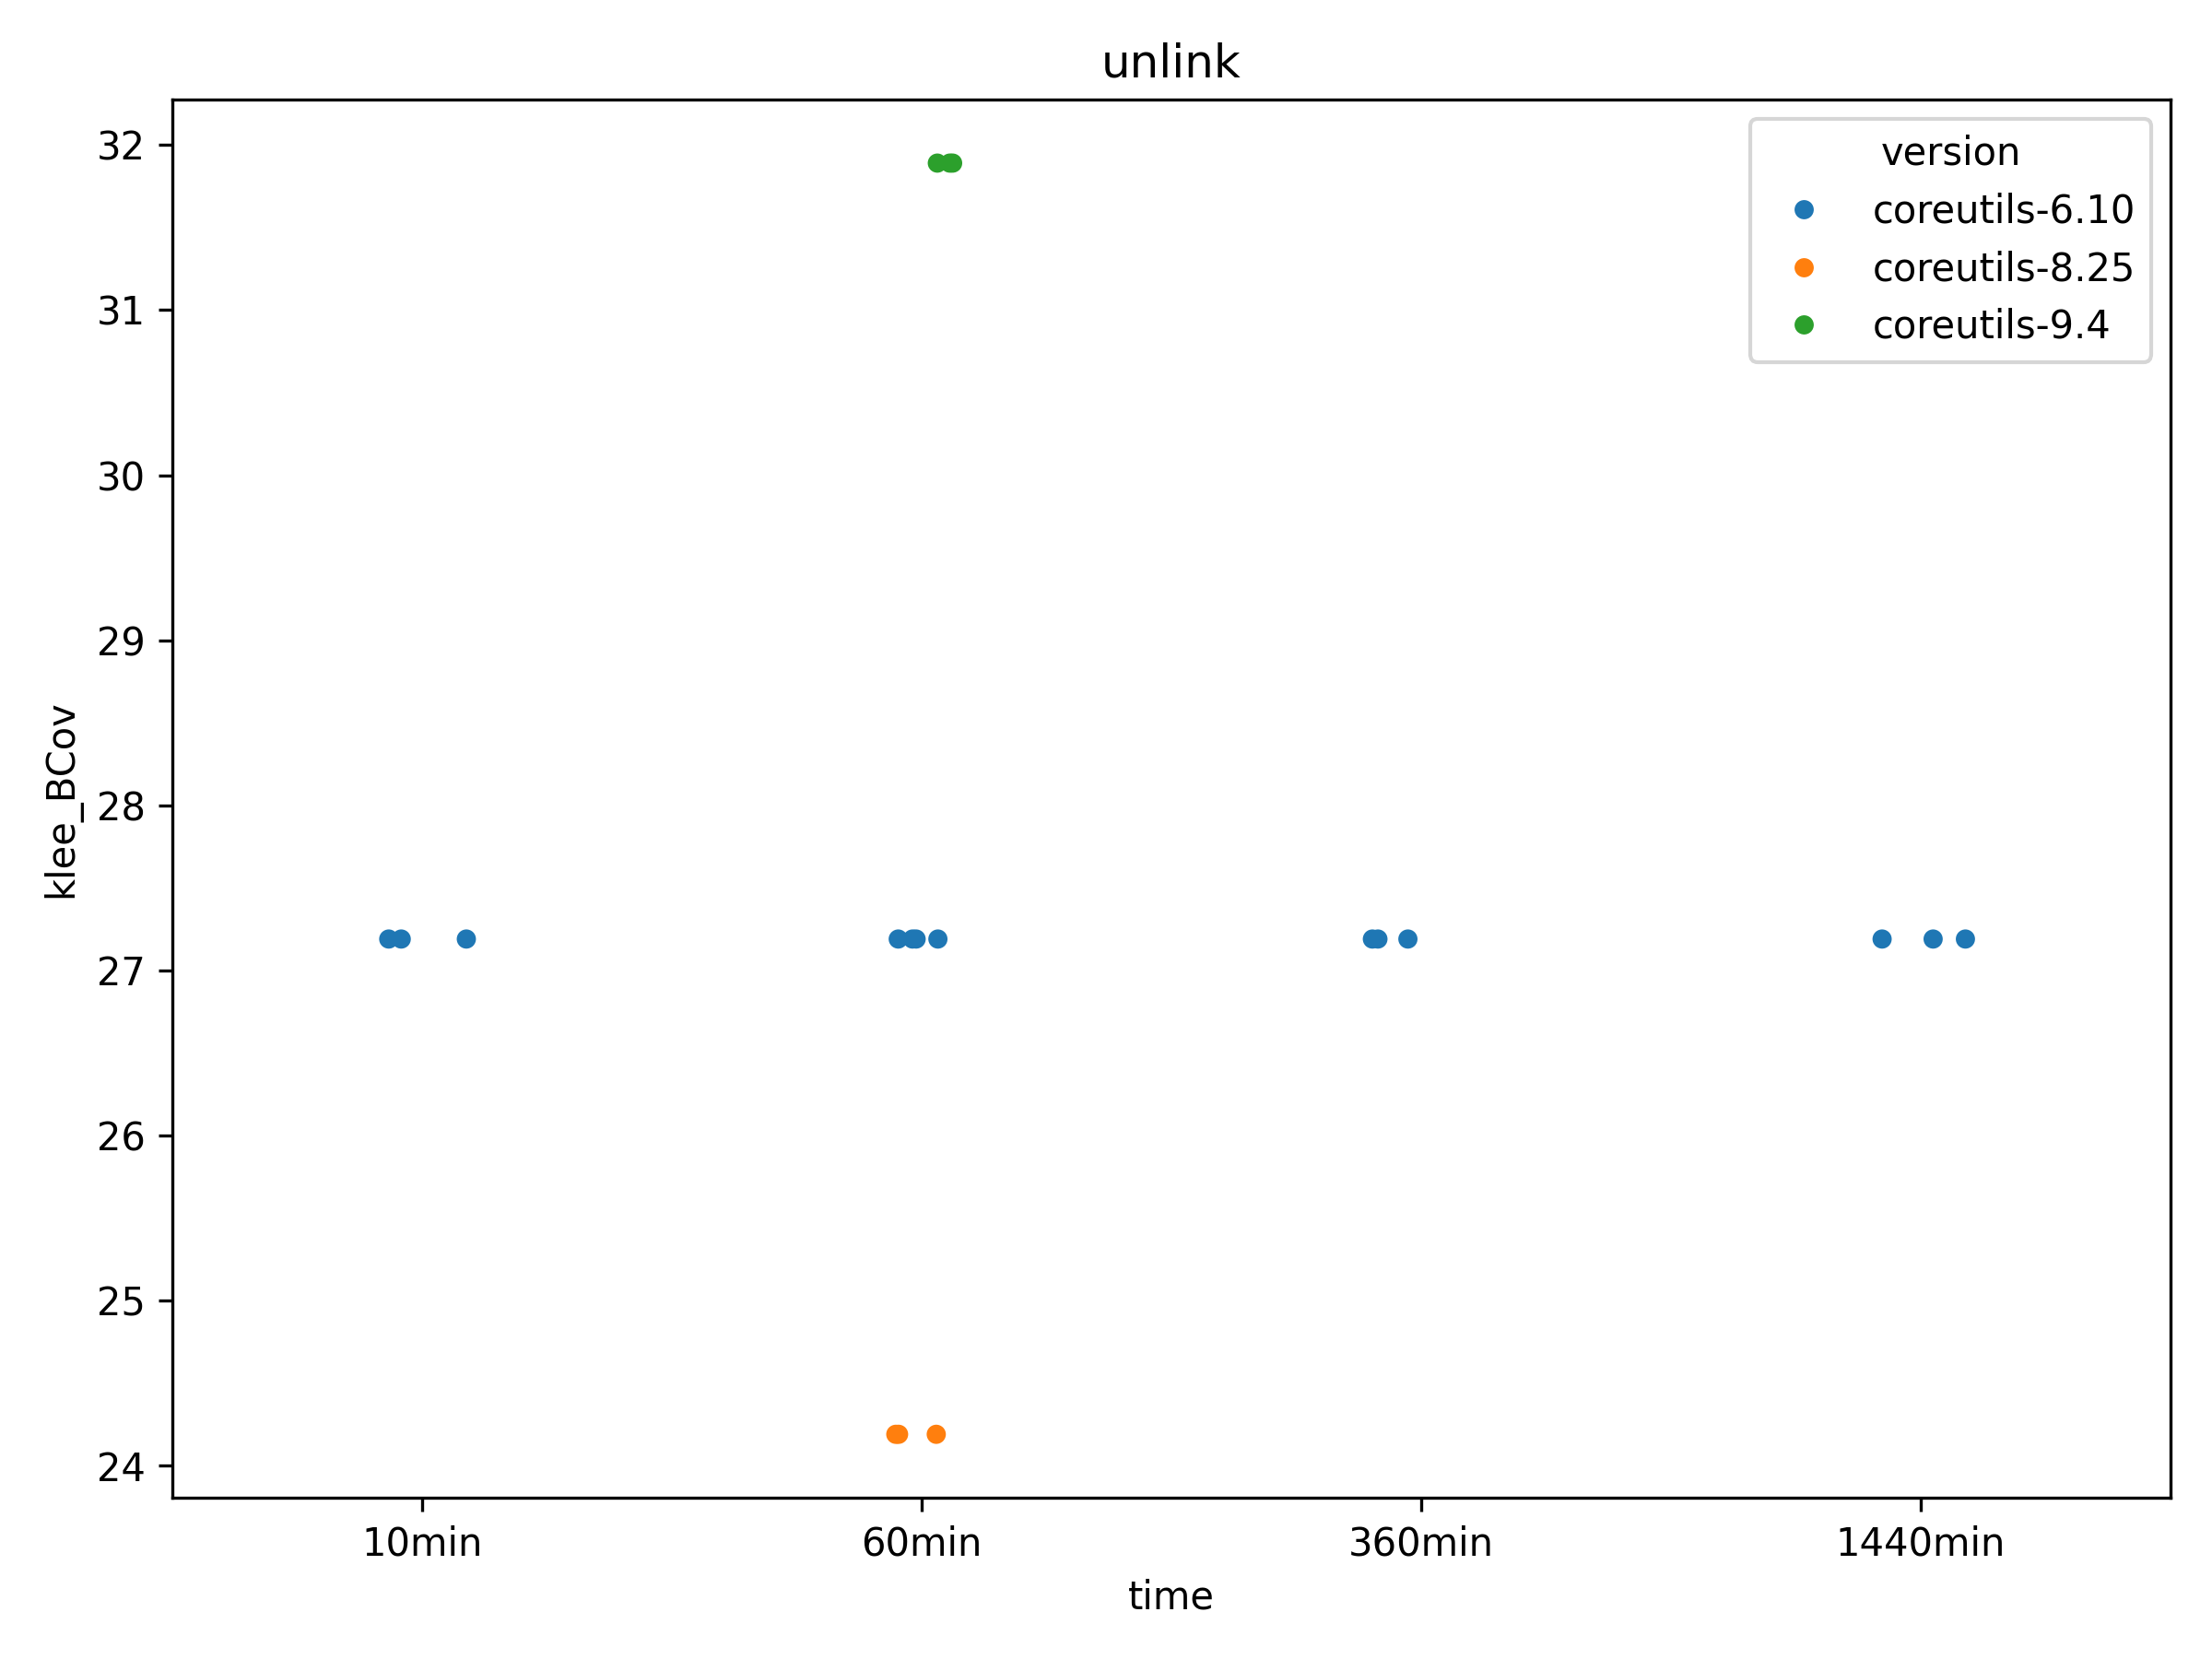 unlink
version
coreutils-6.10
coreutils-8.25
coreutils-9.4
klee_BCov
32
31
30
29
28
27
26
25
24
10min 60min 360min 1440min
time